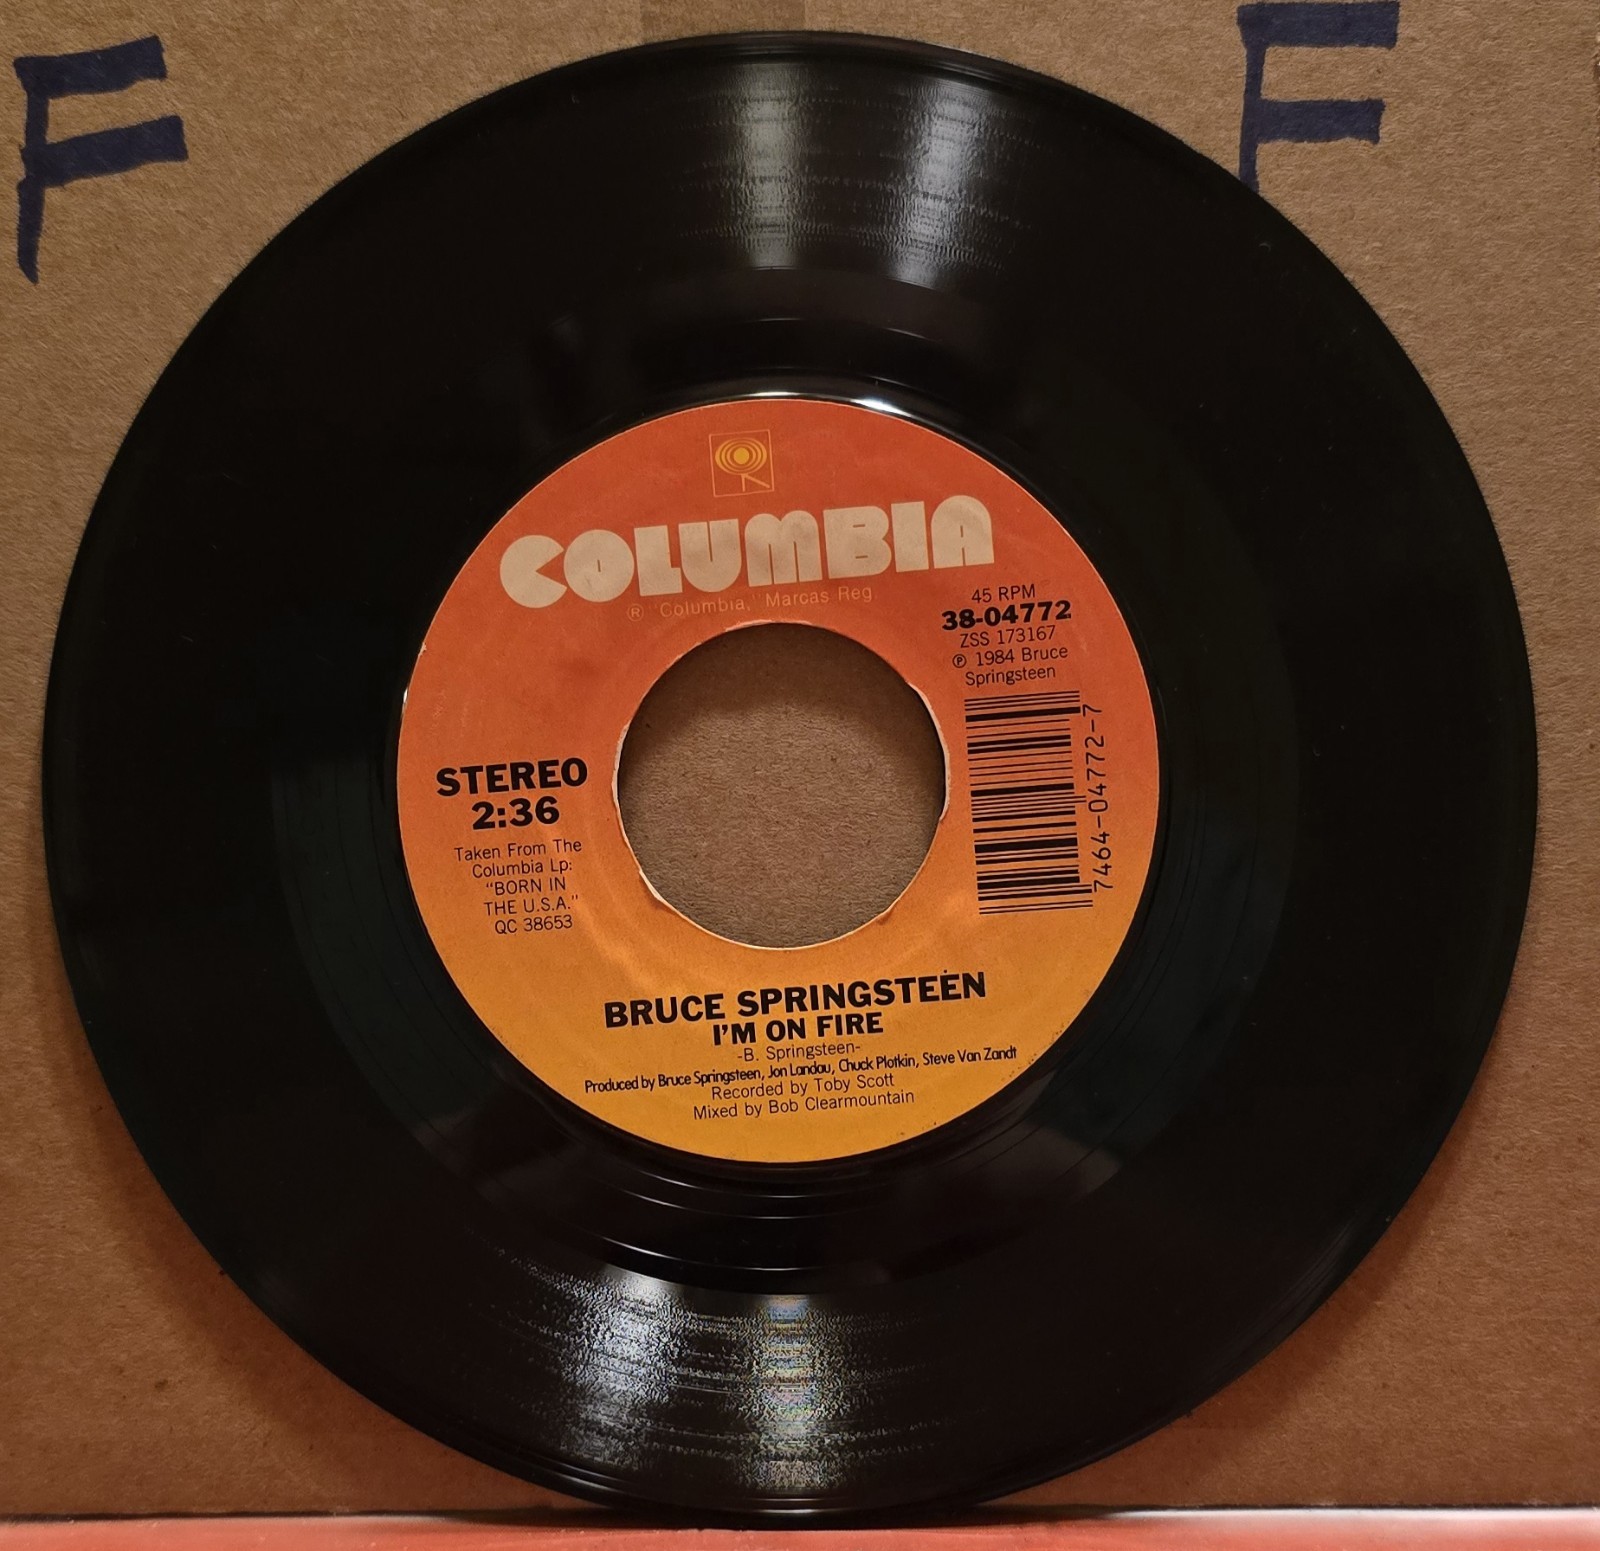 F
F
COLUMBIA
® "Columbia," Marcas Reg.
45 RPM
38-04772
ZSS 173167
℗ 1984 Bruce
Springsteen
7464-04772-7
STEREO
2:36
Taken From The
Columbia Lp:
"BORN IN
THE U.S.A."
QC 38653
BRUCE SPRINGSTEEN
I'M ON FIRE
-B. Springsteen-
Produced by Bruce Springsteen, Jon Landau, Chuck Plotkin, Steve Van Zandt
Recorded by Toby Scott
Mixed by Bob Clearmountain